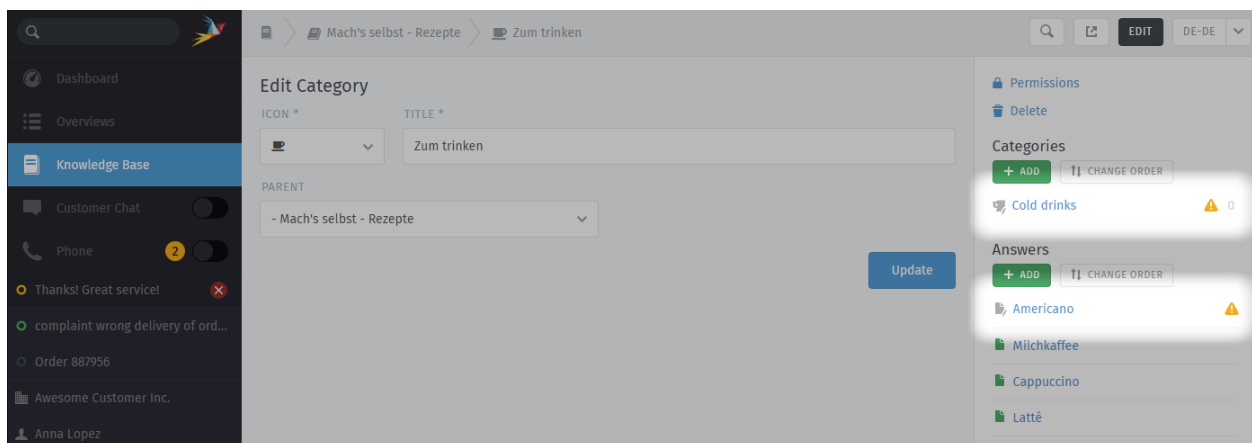 Mach's selbst - Rezepte
Zum trinken
EDIT
DE-DE
Dashboard
Overviews
Knowledge Base
Customer Chat
Phone
2
Thanks! Great service!
complaint wrong delivery of ord...
Order 887956
Awesome Customer Inc.
Anna Lopez
Edit Category
ICON *
TITLE *
Zum trinken
PARENT
- Mach's selbst - Rezepte
Update
Permissions
Delete
Categories
+ ADD
CHANGE ORDER
Cold drinks
0
Answers
+ ADD
CHANGE ORDER
Americano
Milchkaffee
Cappuccino
Latté